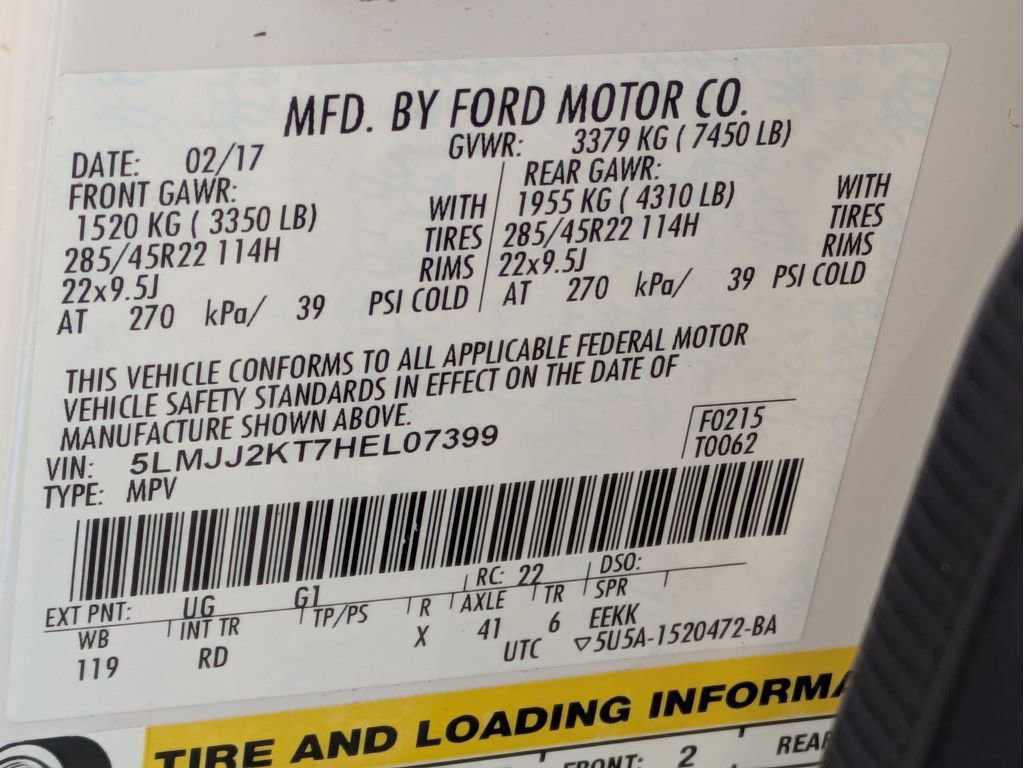 MFD. BY FORD MOTOR CO.
DATE: 02/17 GVWR: 3379 KG ( 7450 LB)
FRONT GAWR: REAR GAWR:
1520 KG ( 3350 LB) WITH 1955 KG ( 4310 LB) WITH
285/45R22 114H TIRES 285/45R22 114H TIRES
22x9.5J RIMS 22x9.5J RIMS
AT 270 kPa/ 39 PSI COLD AT 270 kPa/ 39 PSI COLD
THIS VEHICLE CONFORMS TO ALL APPLICABLE FEDERAL MOTOR
VEHICLE SAFETY STANDARDS IN EFFECT ON THE DATE OF
MANUFACTURE SHOWN ABOVE.
VIN: 5LMJJ2KT7HEL07399 F0215
TYPE: MPV T0062
EXT PNT: UG G1 RC: 22 DSO:
WB INT TR TP/PS R AXLE TR SPR
119 RD X 41 6 EEKK
UTC ▽5U5A-1520472-BA
TIRE AND LOADING INFORMA
FRONT: 2 REAR